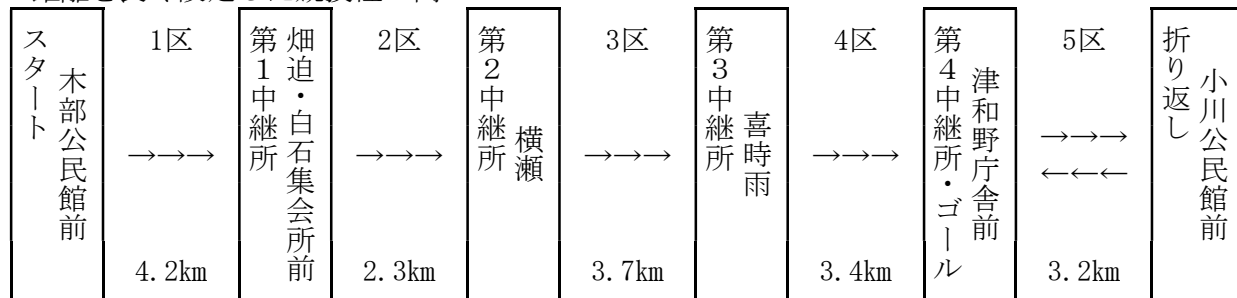 スタート
木部公民館前
1区
→→→
4.2km
第1中継所
畑迫・白石集会所前
2区
→→→
2.3km
第2中継所
横瀬
3区
→→→
3.7km
第3中継所
喜時雨
4区
→→→
3.4km
第4中継所・ゴール
津和野庁舎前
5区
→→→
←←←
3.2km
折り返し
小川公民館前